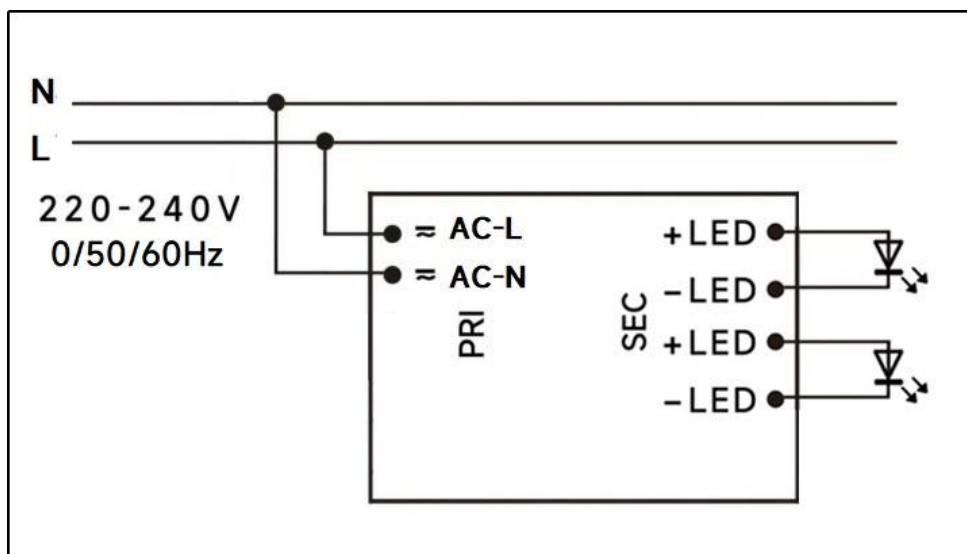 N
L
220-240V
0/50/60Hz
≂ AC-L
≂ AC-N
PRI
SEC
+LED
−LED
+LED
−LED